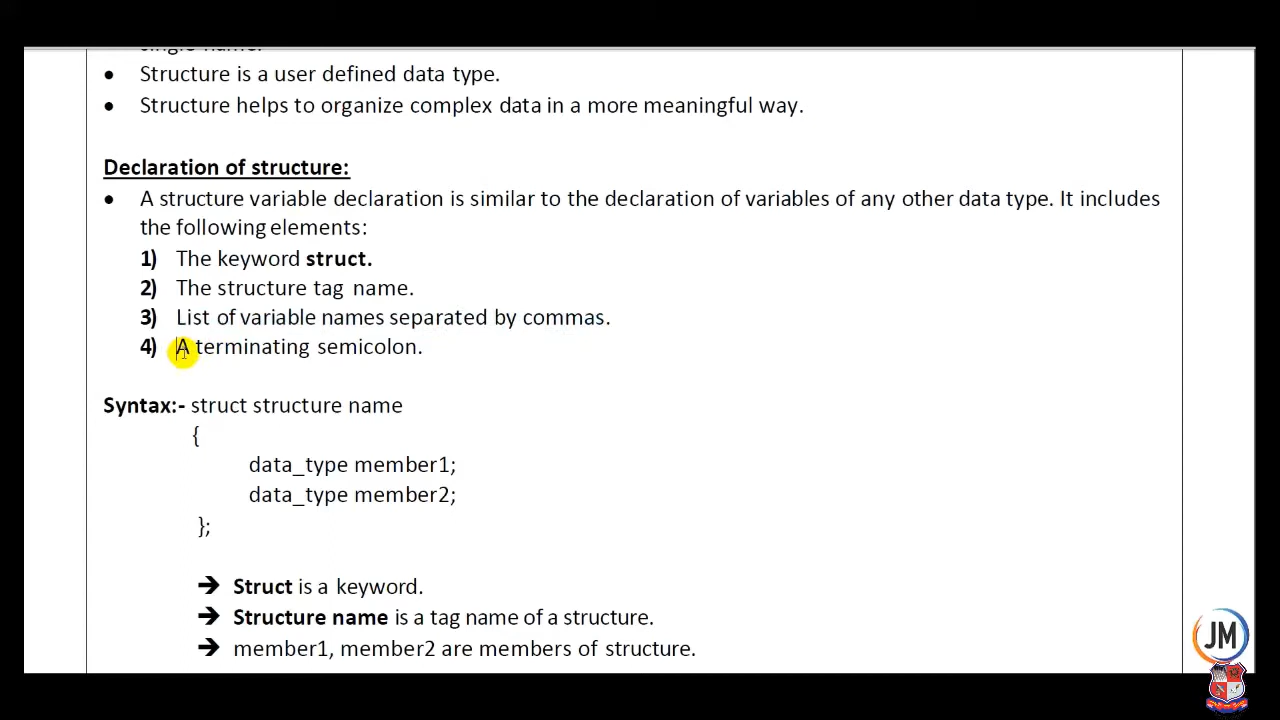 single name.
• Structure is a user defined data type.
• Structure helps to organize complex data in a more meaningful way.
Declaration of structure:
• A structure variable declaration is similar to the declaration of variables of any other data type. It includes
the following elements:
1) The keyword struct.
2) The structure tag name.
3) List of variable names separated by commas.
4) A terminating semicolon.
Syntax:- struct structure name
{
data_type member1;
data_type member2;
};
➔ Struct is a keyword.
➔ Structure name is a tag name of a structure.
➔ member1, member2 are members of structure.
JM